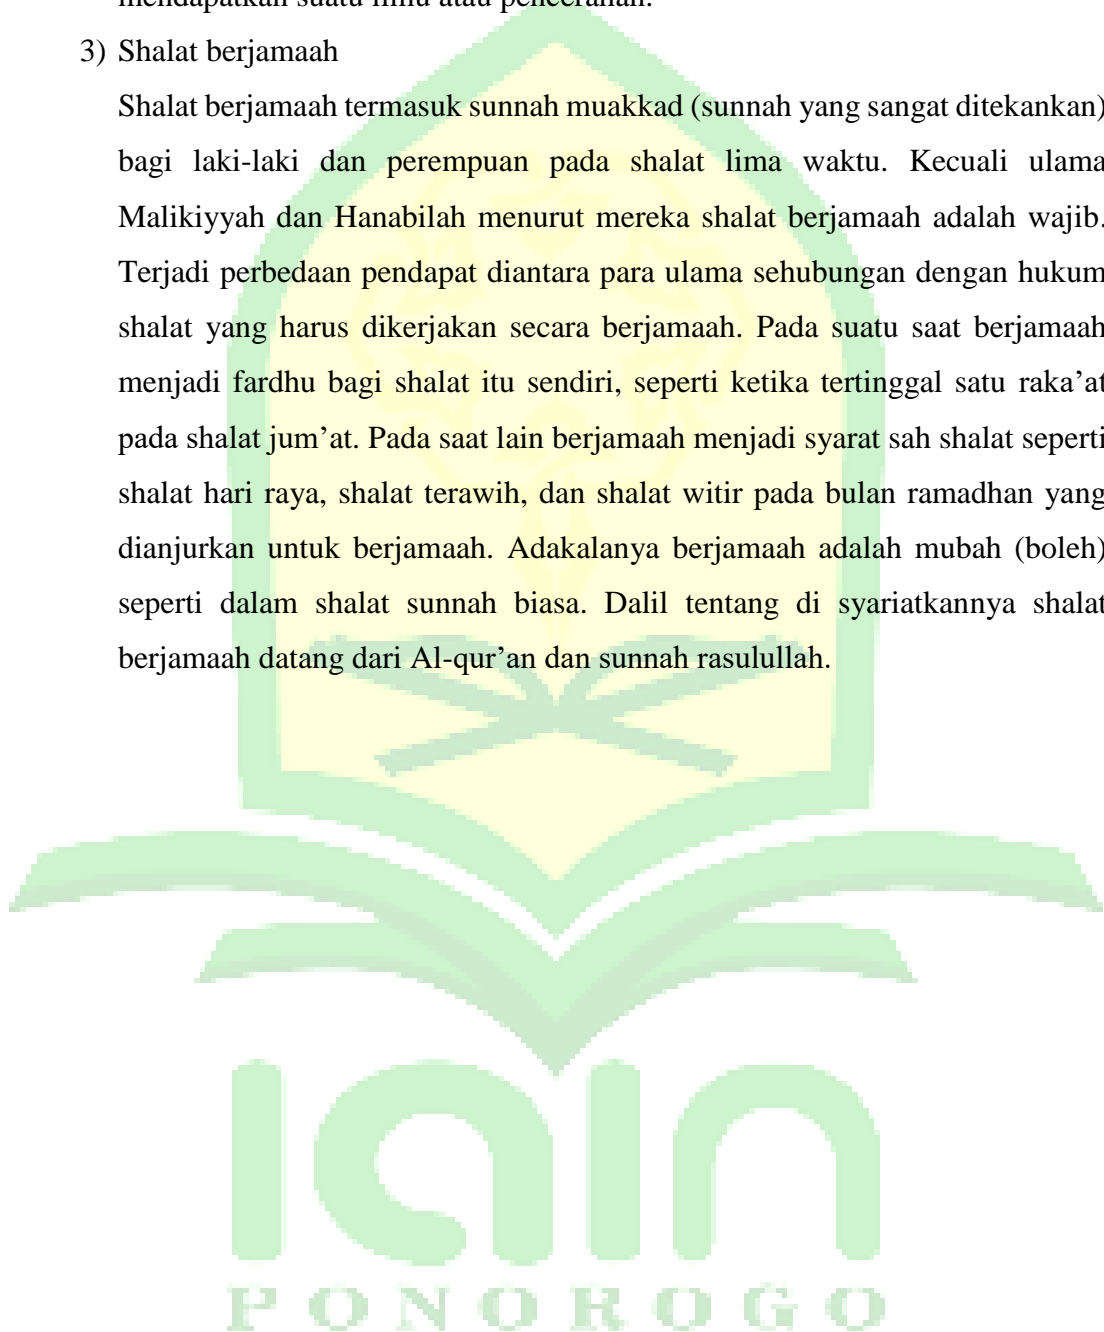 mendapatkan suatu ilmu atau pencerahan.
3) Shalat berjamaah
Shalat berjamaah termasuk sunnah muakkad (sunnah yang sangat ditekankan)
bagi laki-laki dan perempuan pada shalat lima waktu. Kecuali ulama
Malikiyyah dan Hanabilah menurut mereka shalat berjamaah adalah wajib.
Terjadi perbedaan pendapat diantara para ulama sehubungan dengan hukum
shalat yang harus dikerjakan secara berjamaah. Pada suatu saat berjamaah
menjadi fardhu bagi shalat itu sendiri, seperti ketika tertinggal satu raka’at
pada shalat jum’at. Pada saat lain berjamaah menjadi syarat sah shalat seperti
shalat hari raya, shalat terawih, dan shalat witir pada bulan ramadhan yang
dianjurkan untuk berjamaah. Adakalanya berjamaah adalah mubah (boleh)
seperti dalam shalat sunnah biasa. Dalil tentang di syariatkannya shalat
berjamaah datang dari Al-qur’an dan sunnah rasulullah.
iain
PONOROGO